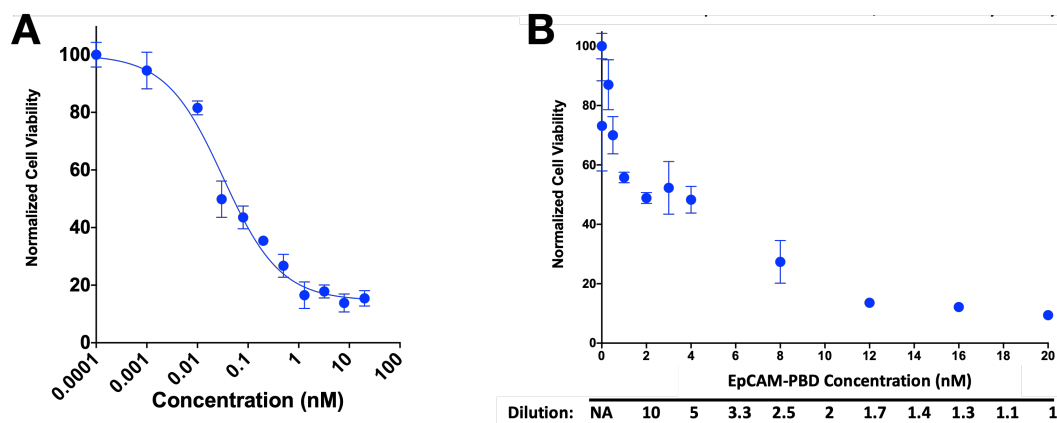 A
Normalized Cell Viability
100
80
60
40
20
0
0.0001
0.001
0.01
0.1
1
10
100
Concentration (nM)
B
Normalized Cell Viability
100
80
60
40
20
0
0 2 4 6 8 10 12 14 16 18 20
EpCAM-PBD Concentration (nM)
Dilution: NA 10 5 3.3 2.5 2 1.7 1.4 1.3 1.1 1